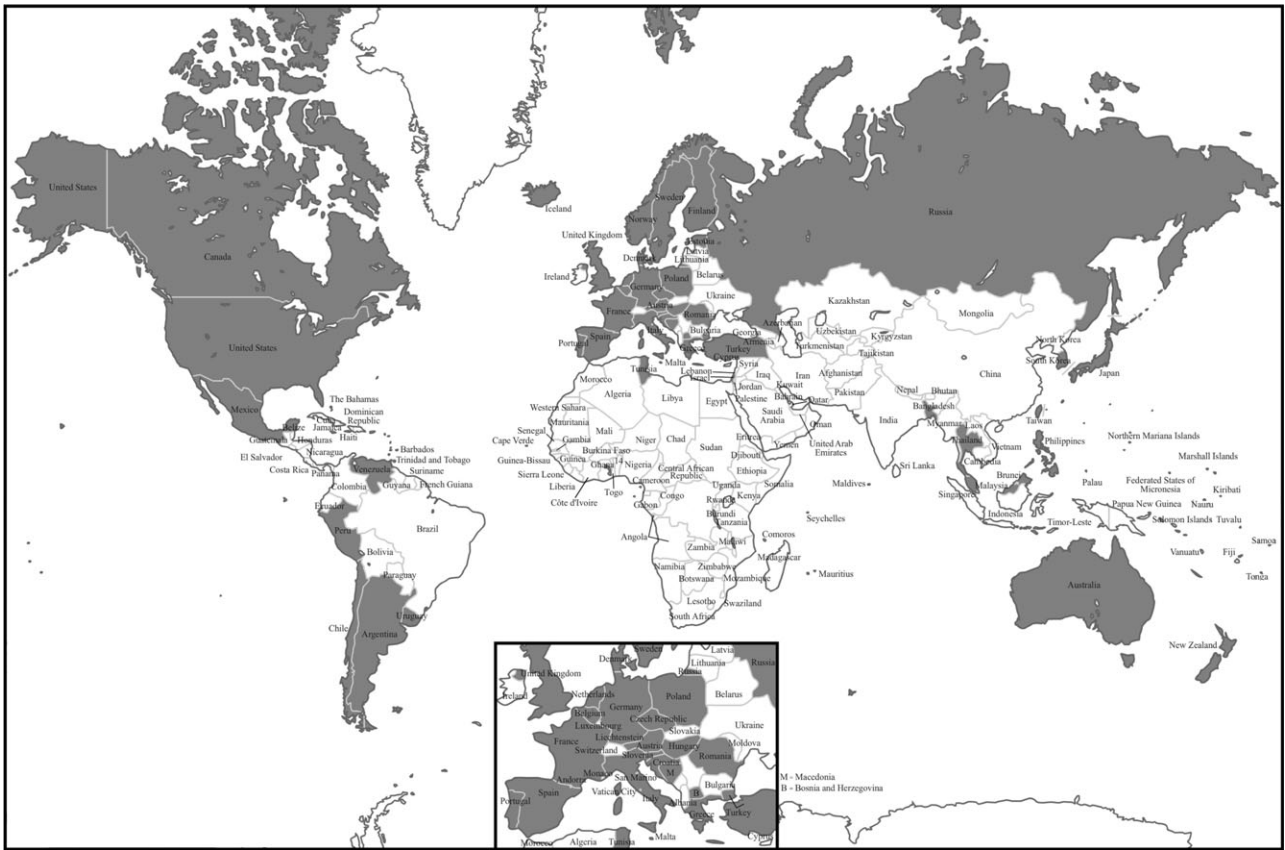 United States
Canada
United States
Mexico
The Bahamas
Cuba
Dominican
Republic
Belize
Jamaica
Haiti
Guatemala
Honduras
El Salvador
Nicaragua
Barbados
Trinidad and Tobago
Costa Rica
Panama
Venezuela
Suriname
Guyana
French Guiana
Colombia
Ecuador
Peru
Brazil
Bolivia
Paraguay
Chile
Uruguay
Argentina
Iceland
Norway
Sweden
Finland
Russia
United Kingdom
Estonia
Latvia
Lithuania
Denmark
Ireland
Belarus
Poland
Germany
Ukraine
Austria
France
Romania
Italy
Bulgaria
Portugal
Spain
Greece
Turkey
Georgia
Armenia
Azerbaijan
Kazakhstan
Mongolia
Uzbekistan
Kyrgyzstan
Turkmenistan
Tajikistan
North Korea
South Korea
Japan
China
Malta
Cyprus
Tunisia
Lebanon
Israel
Syria
Iraq
Iran
Afghanistan
Pakistan
Nepal
Bhutan
Bangladesh
India
Myanmar
Laos
Taiwan
Morocco
Algeria
Libya
Egypt
Jordan
Palestine
Kuwait
Bahrain
Qatar
Saudi
Arabia
Oman
United Arab
Emirates
Yemen
Western Sahara
Mauritania
Senegal
Cape Verde
Gambia
Guinea-Bissau
Guinea
Sierra Leone
Liberia
Côte d'Ivoire
Mali
Burkina Faso
Ghana
14
Togo
Niger
Nigeria
Chad
Sudan
Eritrea
Djibouti
Ethiopia
Somalia
Cameroon
Central African
Republic
Gabon
Congo
Uganda
Kenya
Rwanda
Burundi
Tanzania
Angola
Zambia
Malawi
Namibia
Zimbabwe
Botswana
Mozambique
Lesotho
Swaziland
South Africa
Comoros
Madagascar
Mauritius
Seychelles
Maldives
Sri Lanka
Thailand
Vietnam
Cambodia
Philippines
Brunei
Malaysia
Singapore
Indonesia
Timor-Leste
Palau
Northern Mariana Islands
Marshall Islands
Federated States of
Micronesia
Kiribati
Papua New Guinea
Nauru
Solomon Islands
Tuvalu
Samoa
Vanuatu
Fiji
Tonga
Australia
New Zealand
Sweden
Denmark
Latvia
Lithuania
Russia
Russia
United Kingdom
Ireland
Netherlands
Belarus
Poland
Germany
Belgium
Czech Republic
Luxembourg
Slovakia
Ukraine
Liechtenstein
France
Austria
Hungary
Moldova
Switzerland
Slovenia
Romania
Croatia
Monaco
San Marino
M
Andorra
Bulgaria
Spain
Vatican City
B
Portugal
Italy
Albania
Greece
Turkey
Malta
Cyprus
Morocco
Algeria
Tunisia
M - Macedonia
B - Bosnia and Herzegovina